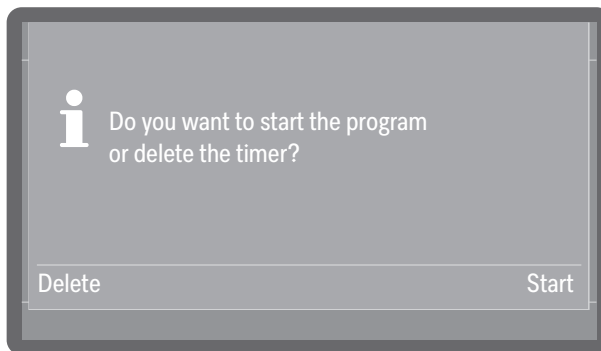 Do you want to start the program
or delete the timer?
Delete
Start